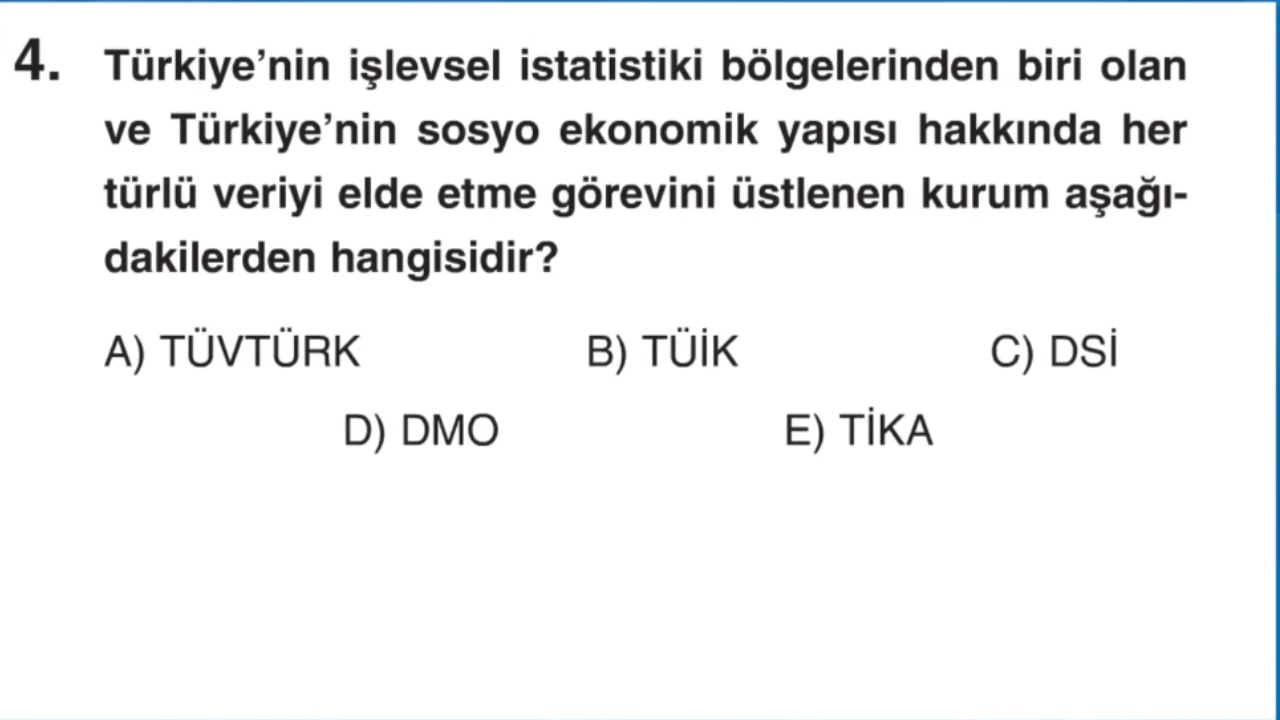 4. Türkiye’nin işlevsel istatistiki bölgelerinden biri olan
ve Türkiye’nin sosyo ekonomik yapısı hakkında her
türlü veriyi elde etme görevini üstlenen kurum aşağı-
dakilerden hangisidir?
A) TÜVTÜRK B) TÜİK C) DSİ
D) DMO E) TİKA